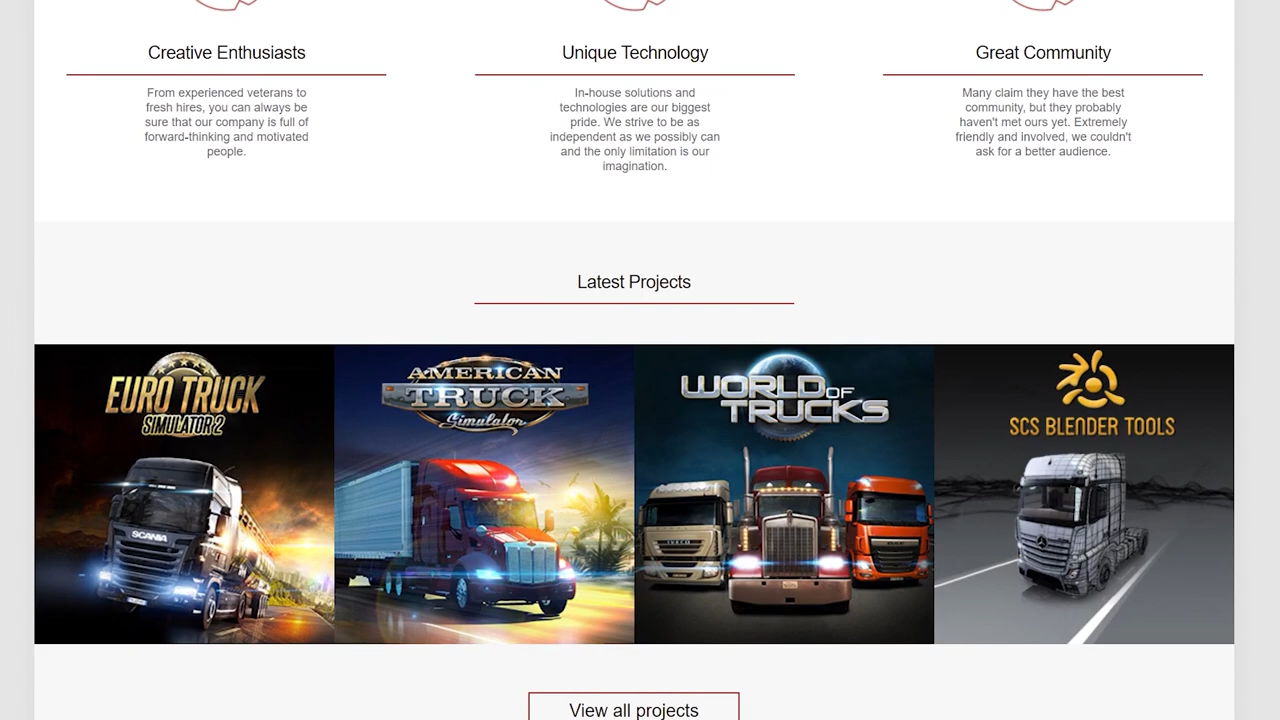 Creative Enthusiasts
From experienced veterans to
fresh hires, you can always be
sure that our company is full of
forward-thinking and motivated
people.
Unique Technology
In-house solutions and
technologies are our biggest
pride. We strive to be as
independent as we possibly can
and the only limitation is our
imagination.
Great Community
Many claim they have the best
community, but they probably
haven't met ours yet. Extremely
friendly and involved, we couldn't
ask for a better audience.
Latest Projects
EURO TRUCK
SIMULATOR 2
SCANIA
AMERICAN
TRUCK
Simulator
WORLD OF
TRUCKS
IVECO
SCS BLENDER TOOLS
View all projects